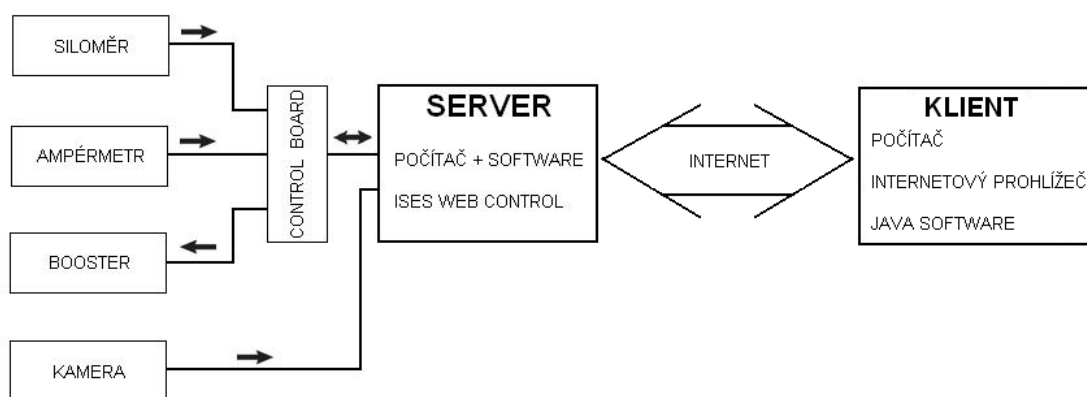 SILOMĚR
AMPÉRMETR
BOOSTER
KAMERA
CONTROL BOARD
SERVER
POČÍTAČ + SOFTWARE
ISES WEB CONTROL
INTERNET
KLIENT
POČÍTAČ
INTERNETOVÝ PROHLÍŽEČ
JAVA SOFTWARE